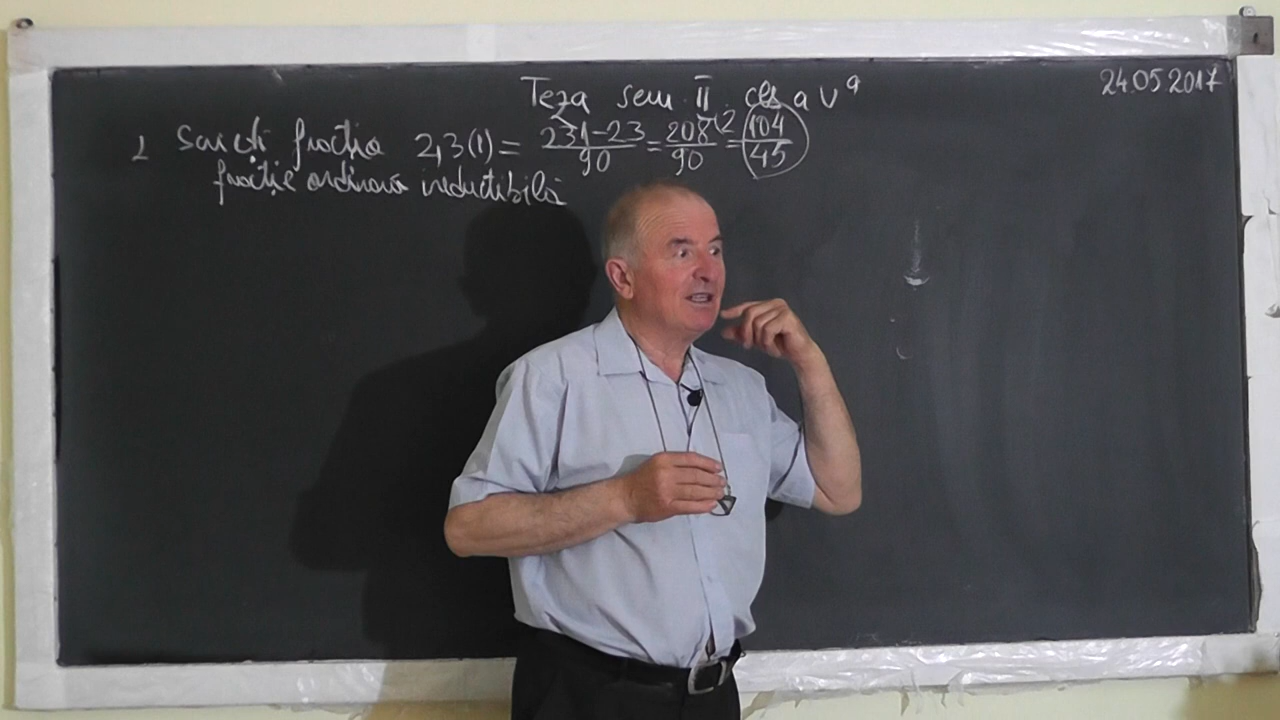 Teza sem. II cls a V a
24.05.2017
1 Scrieți fracția 2,3(1) = 231-23/90 = 208/90 (2 = 104/45
fracție ordinară ireductibilă